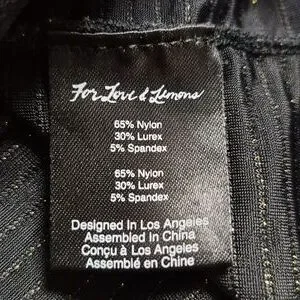 For Love & Lemons
65% Nylon
30% Lurex
5% Spandex
65% Nylon
30% Lurex
5% Spandex
Designed In Los Angeles
Assembled in China
Conçu à Los Angeles
Assemblé en Chine